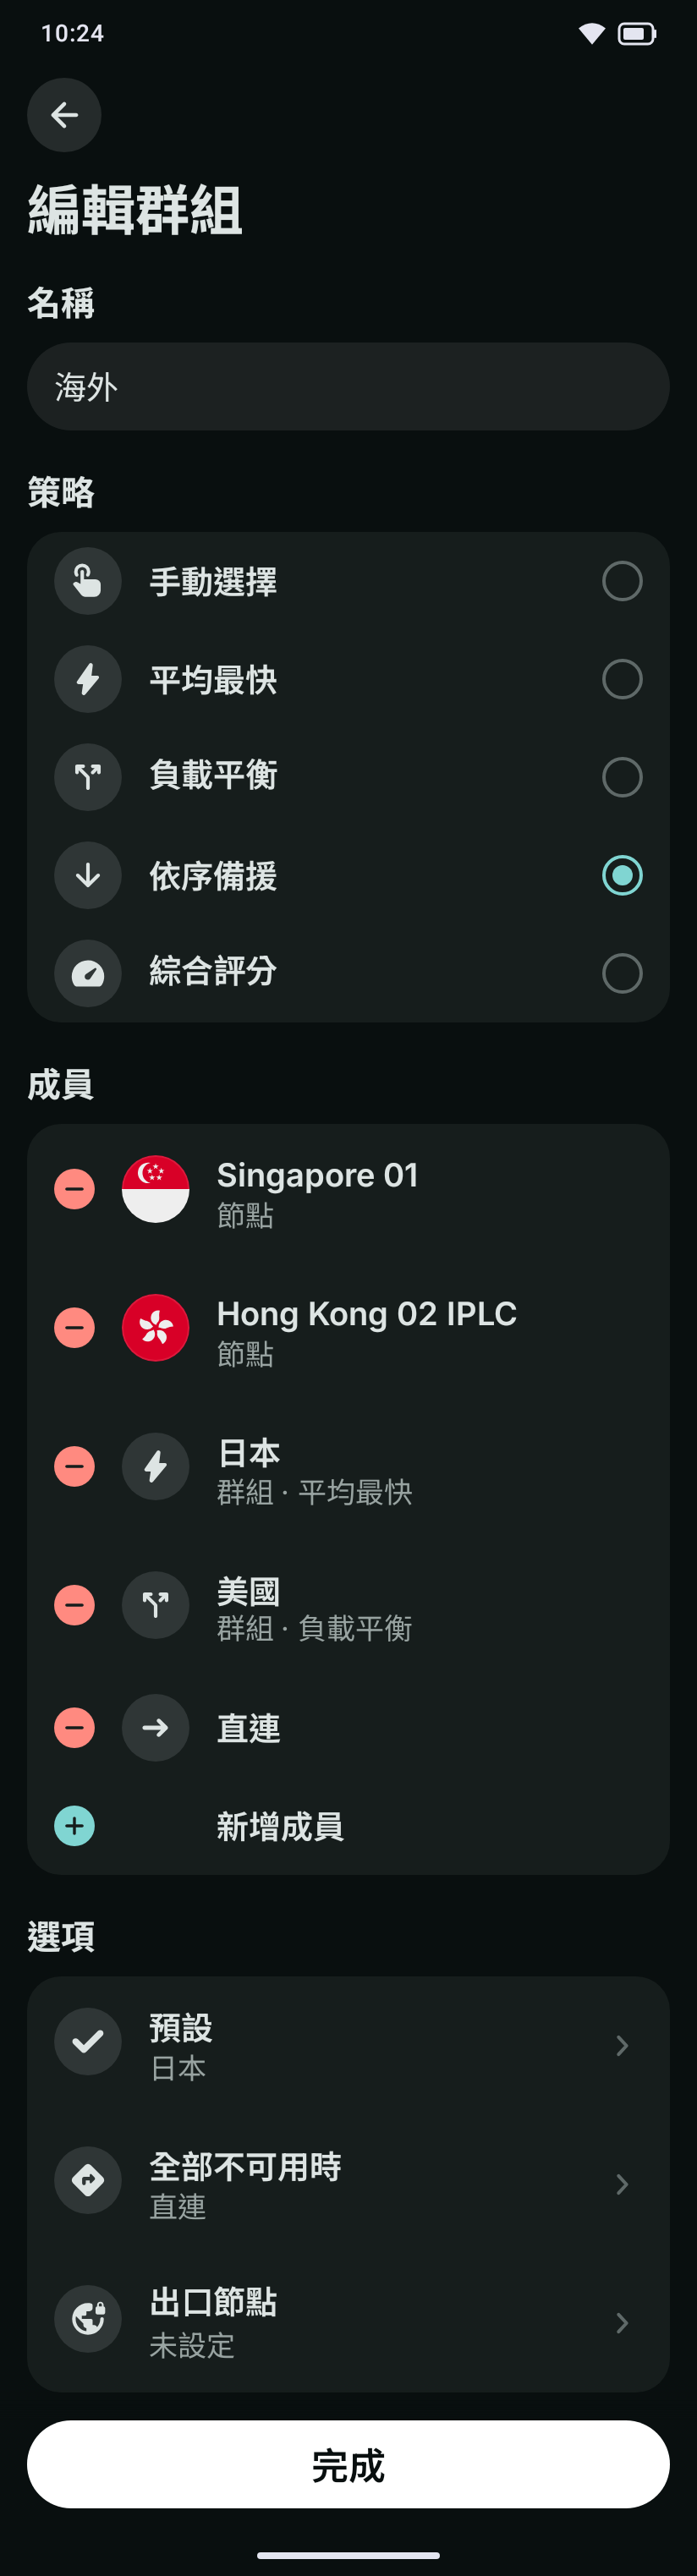 10:24
編輯群組
名稱
海外
策略
手動選擇
平均最快
負載平衡
依序備援
綜合評分
成員
Singapore 01
節點
Hong Kong 02 IPLC
節點
日本
群組 · 平均最快
美國
群組 · 負載平衡
直連
新增成員
選項
預設
日本
全部不可用時
直連
出口節點
未設定
完成